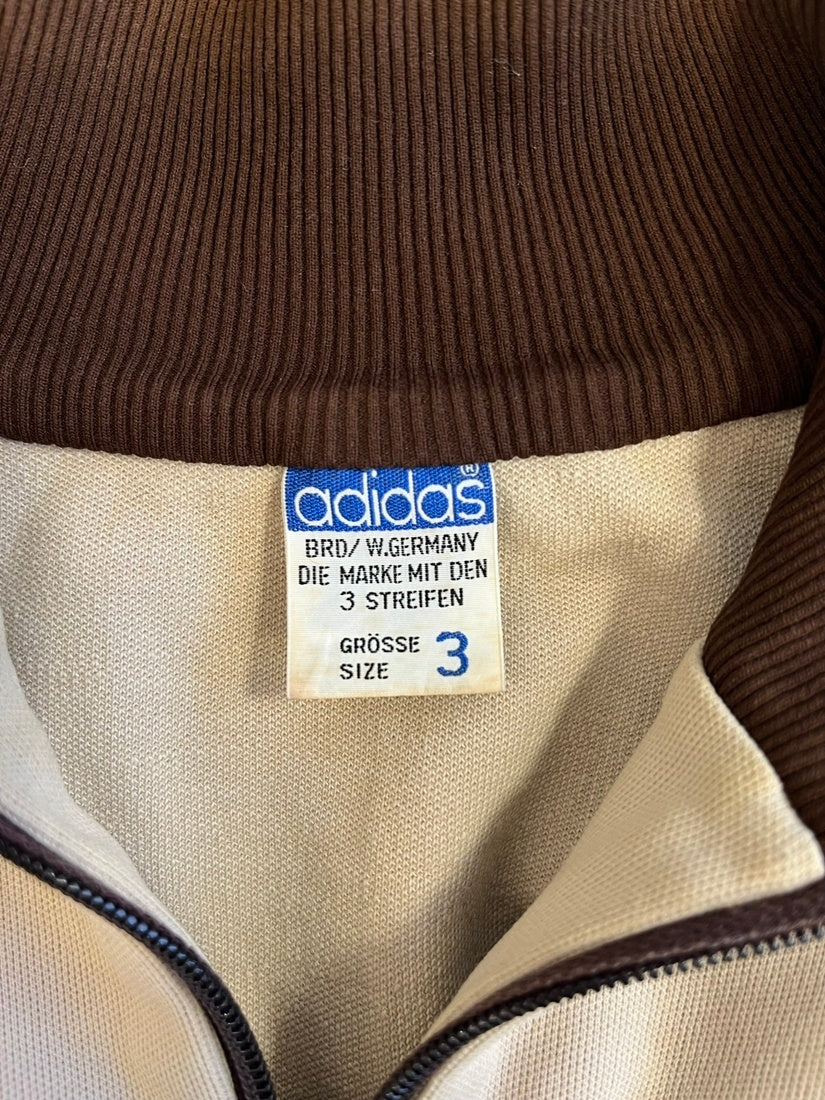 adidas®
BRD/ W.GERMANY
DIE MARKE MIT DEN
3 STREIFEN
GRÖSSE
SIZE 3